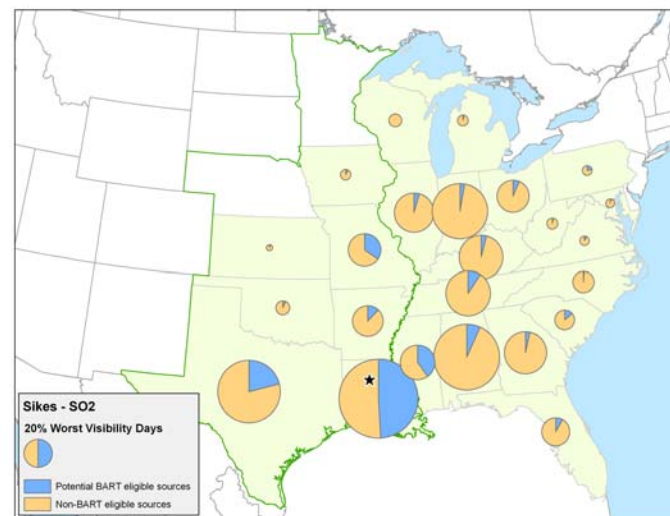 Sikes - SO2
20% Worst Visibility Days
Potential BART eligible sources
Non-BART eligible sources